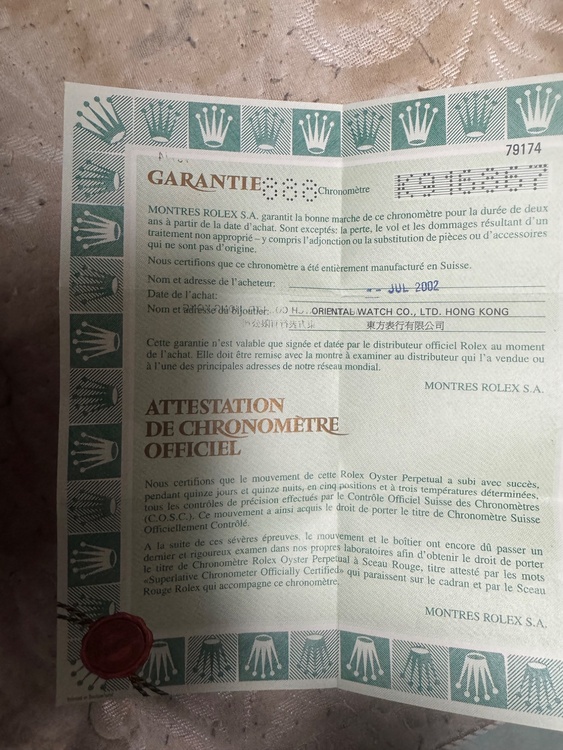 79174
GARANTIE 888 Chronomètre
MONTRES ROLEX S.A. garantit la bonne marche de ce chronomètre pour la durée de deux
ans à partir de la date d'achat. Sont exceptés: la perte, le vol et les dommages résultant d'un
traitement non approprié – y compris l'adjonction ou la substitution de pièces ou d'accessoires
qui ne sont pas d'origine.
Nous certifions que ce chronomètre a été entièrement manufacturé en Suisse.
Nom et adresse de l'acheteur:
Date de l'achat: JUL 2002
Nom et adresse du bijoutier: ORIENTAL WATCH CO., LTD. HONG KONG
東方表行有限公司
Cette garantie n'est valable que signée et datée par le distributeur officiel Rolex au moment
de l'achat. Elle doit être remise avec la montre à examiner au distributeur qui l'a vendue ou
à l'une des principales adresses de notre réseau mondial.
MONTRES ROLEX S.A.
ATTESTATION
DE CHRONOMÈTRE
OFFICIEL
Nous certifions que le mouvement de cette Rolex Oyster Perpetual a subi avec succès,
pendant quinze jours et quinze nuits, en cinq positions et à trois températures déterminées,
tous les contrôles de précision effectués par le Contrôle Officiel Suisse des Chronomètres
(C.O.S.C.). Ce mouvement a ainsi acquis le droit de porter le titre de Chronomètre Suisse
Officiellement Contrôlé.
A la suite de ces sévères épreuves, le mouvement et le boîtier ont encore dû passer un
dernier et rigoureux examen dans nos propres laboratoires afin d'obtenir le droit de porter
le titre de Chronomètre Rolex Oyster Perpetual à Sceau Rouge, titre attesté par les mots
«Superlative Chronometer Officially Certified» qui paraissent sur le cadran et par le Sceau
Rouge Rolex qui accompagne ce chronomètre.
MONTRES ROLEX S.A.